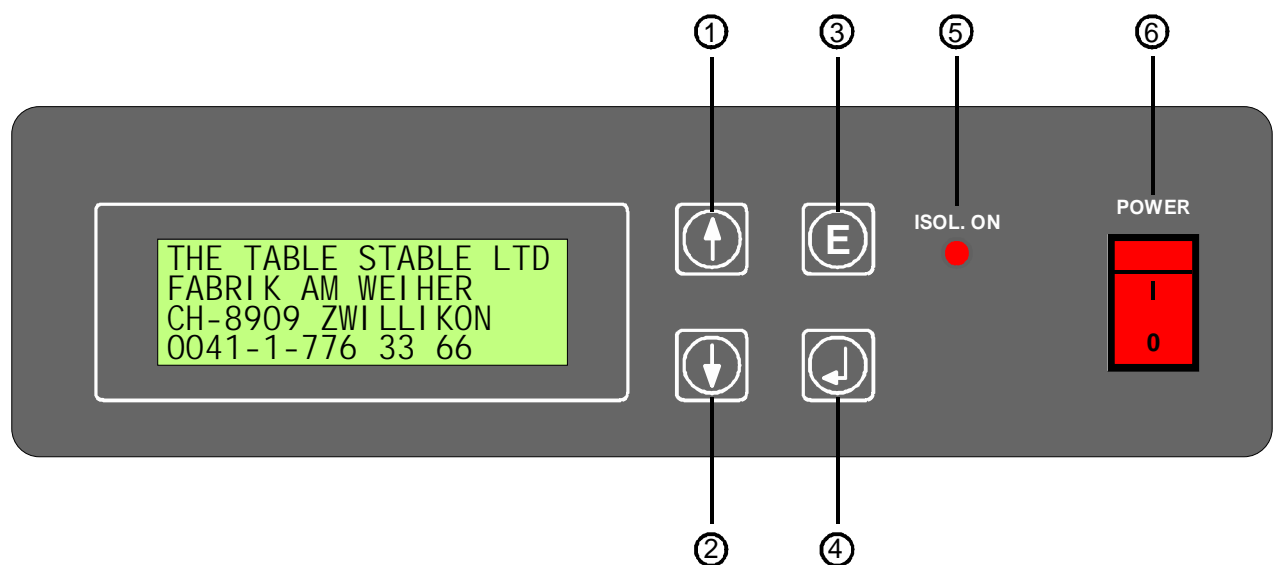 ① ③ ⑤ ⑥
THE TABLE STABLE LTD
FABRIK AM WEIHER
CH-8909 ZWILLIKON
0041-1-776 33 66
E
ISOL. ON
POWER
I
0
② ④